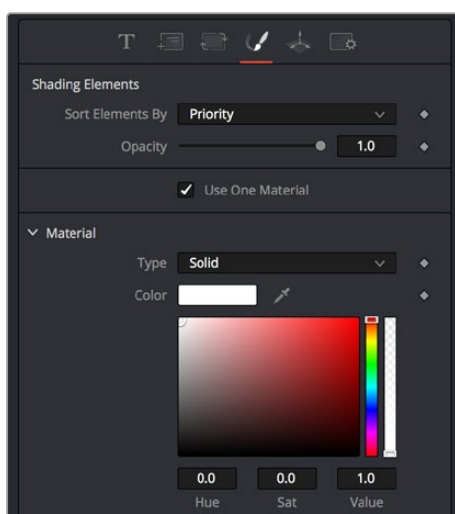 T
Shading Elements
Sort Elements By Priority
Opacity 1.0
Use One Material
Material
Type Solid
Color
0.0 0.0 1.0
Hue Sat Value